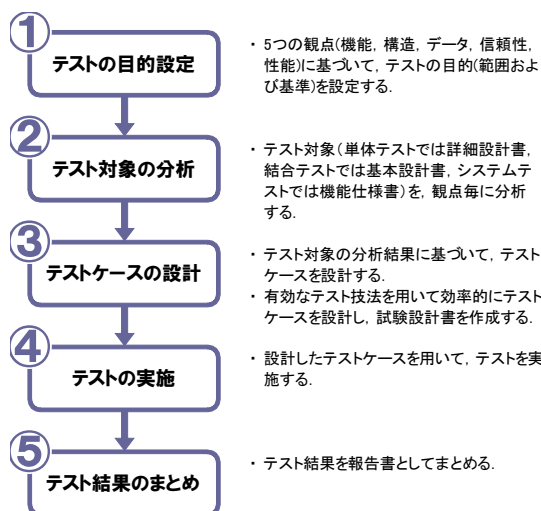 ①
テストの目的設定
・ 5つの観点(機能, 構造, データ, 信頼性,
性能)に基づいて, テストの目的(範囲およ
び基準)を設定する.
②
テスト対象の分析
・ テスト対象(単体テストでは詳細設計書,
結合テストでは基本設計書, システムテ
ストでは機能仕様書)を, 観点毎に分析
する.
③
テストケースの設計
・ テスト対象の分析結果に基づいて, テスト
ケースを設計する.
・ 有効なテスト技法を用いて効率的にテスト
ケースを設計し, 試験設計書を作成する.
④
テストの実施
・ 設計したテストケースを用いて, テストを実
施する.
⑤
テスト結果のまとめ
・ テスト結果を報告書としてまとめる.